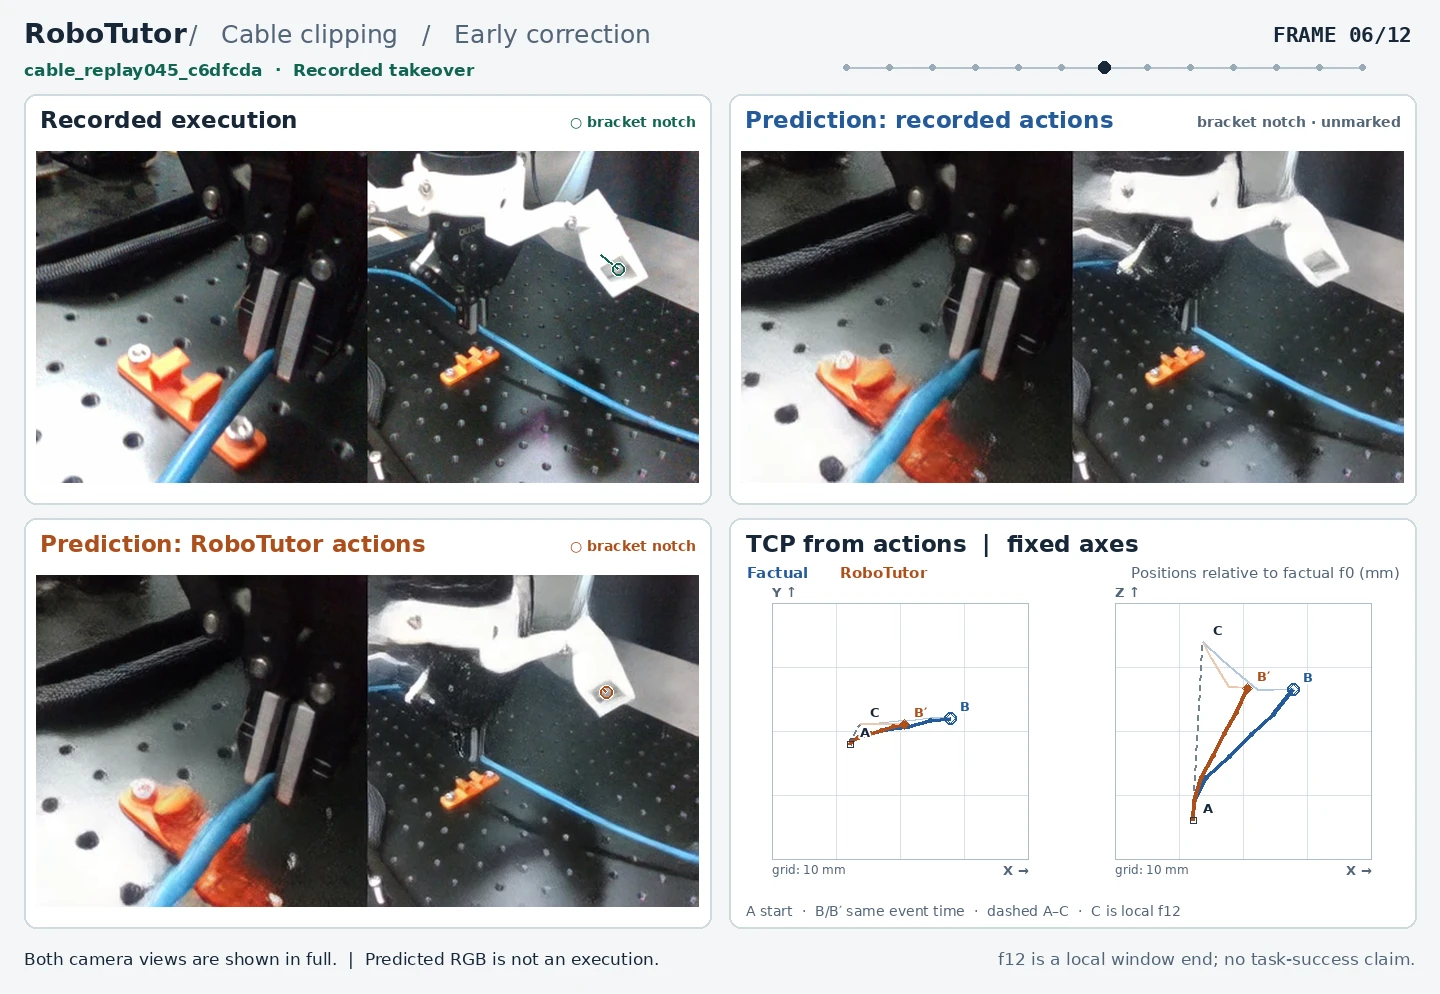 RoboTutor / Cable clipping / Early correction
FRAME 06/12
cable_replay045_c6dfcda · Recorded takeover
Recorded execution
○ bracket notch
Prediction: recorded actions
bracket notch · unmarked
Prediction: RoboTutor actions
○ bracket notch
TCP from actions | fixed axes
Factual RoboTutor
Positions relative to factual f0 (mm)
Y ↑
C
B′
B
A
grid: 10 mm
X →
Z ↑
C
B′
B
A
grid: 10 mm
X →
A start · B/B′ same event time · dashed A–C · C is local f12
Both camera views are shown in full. | Predicted RGB is not an execution.
f12 is a local window end; no task-success claim.